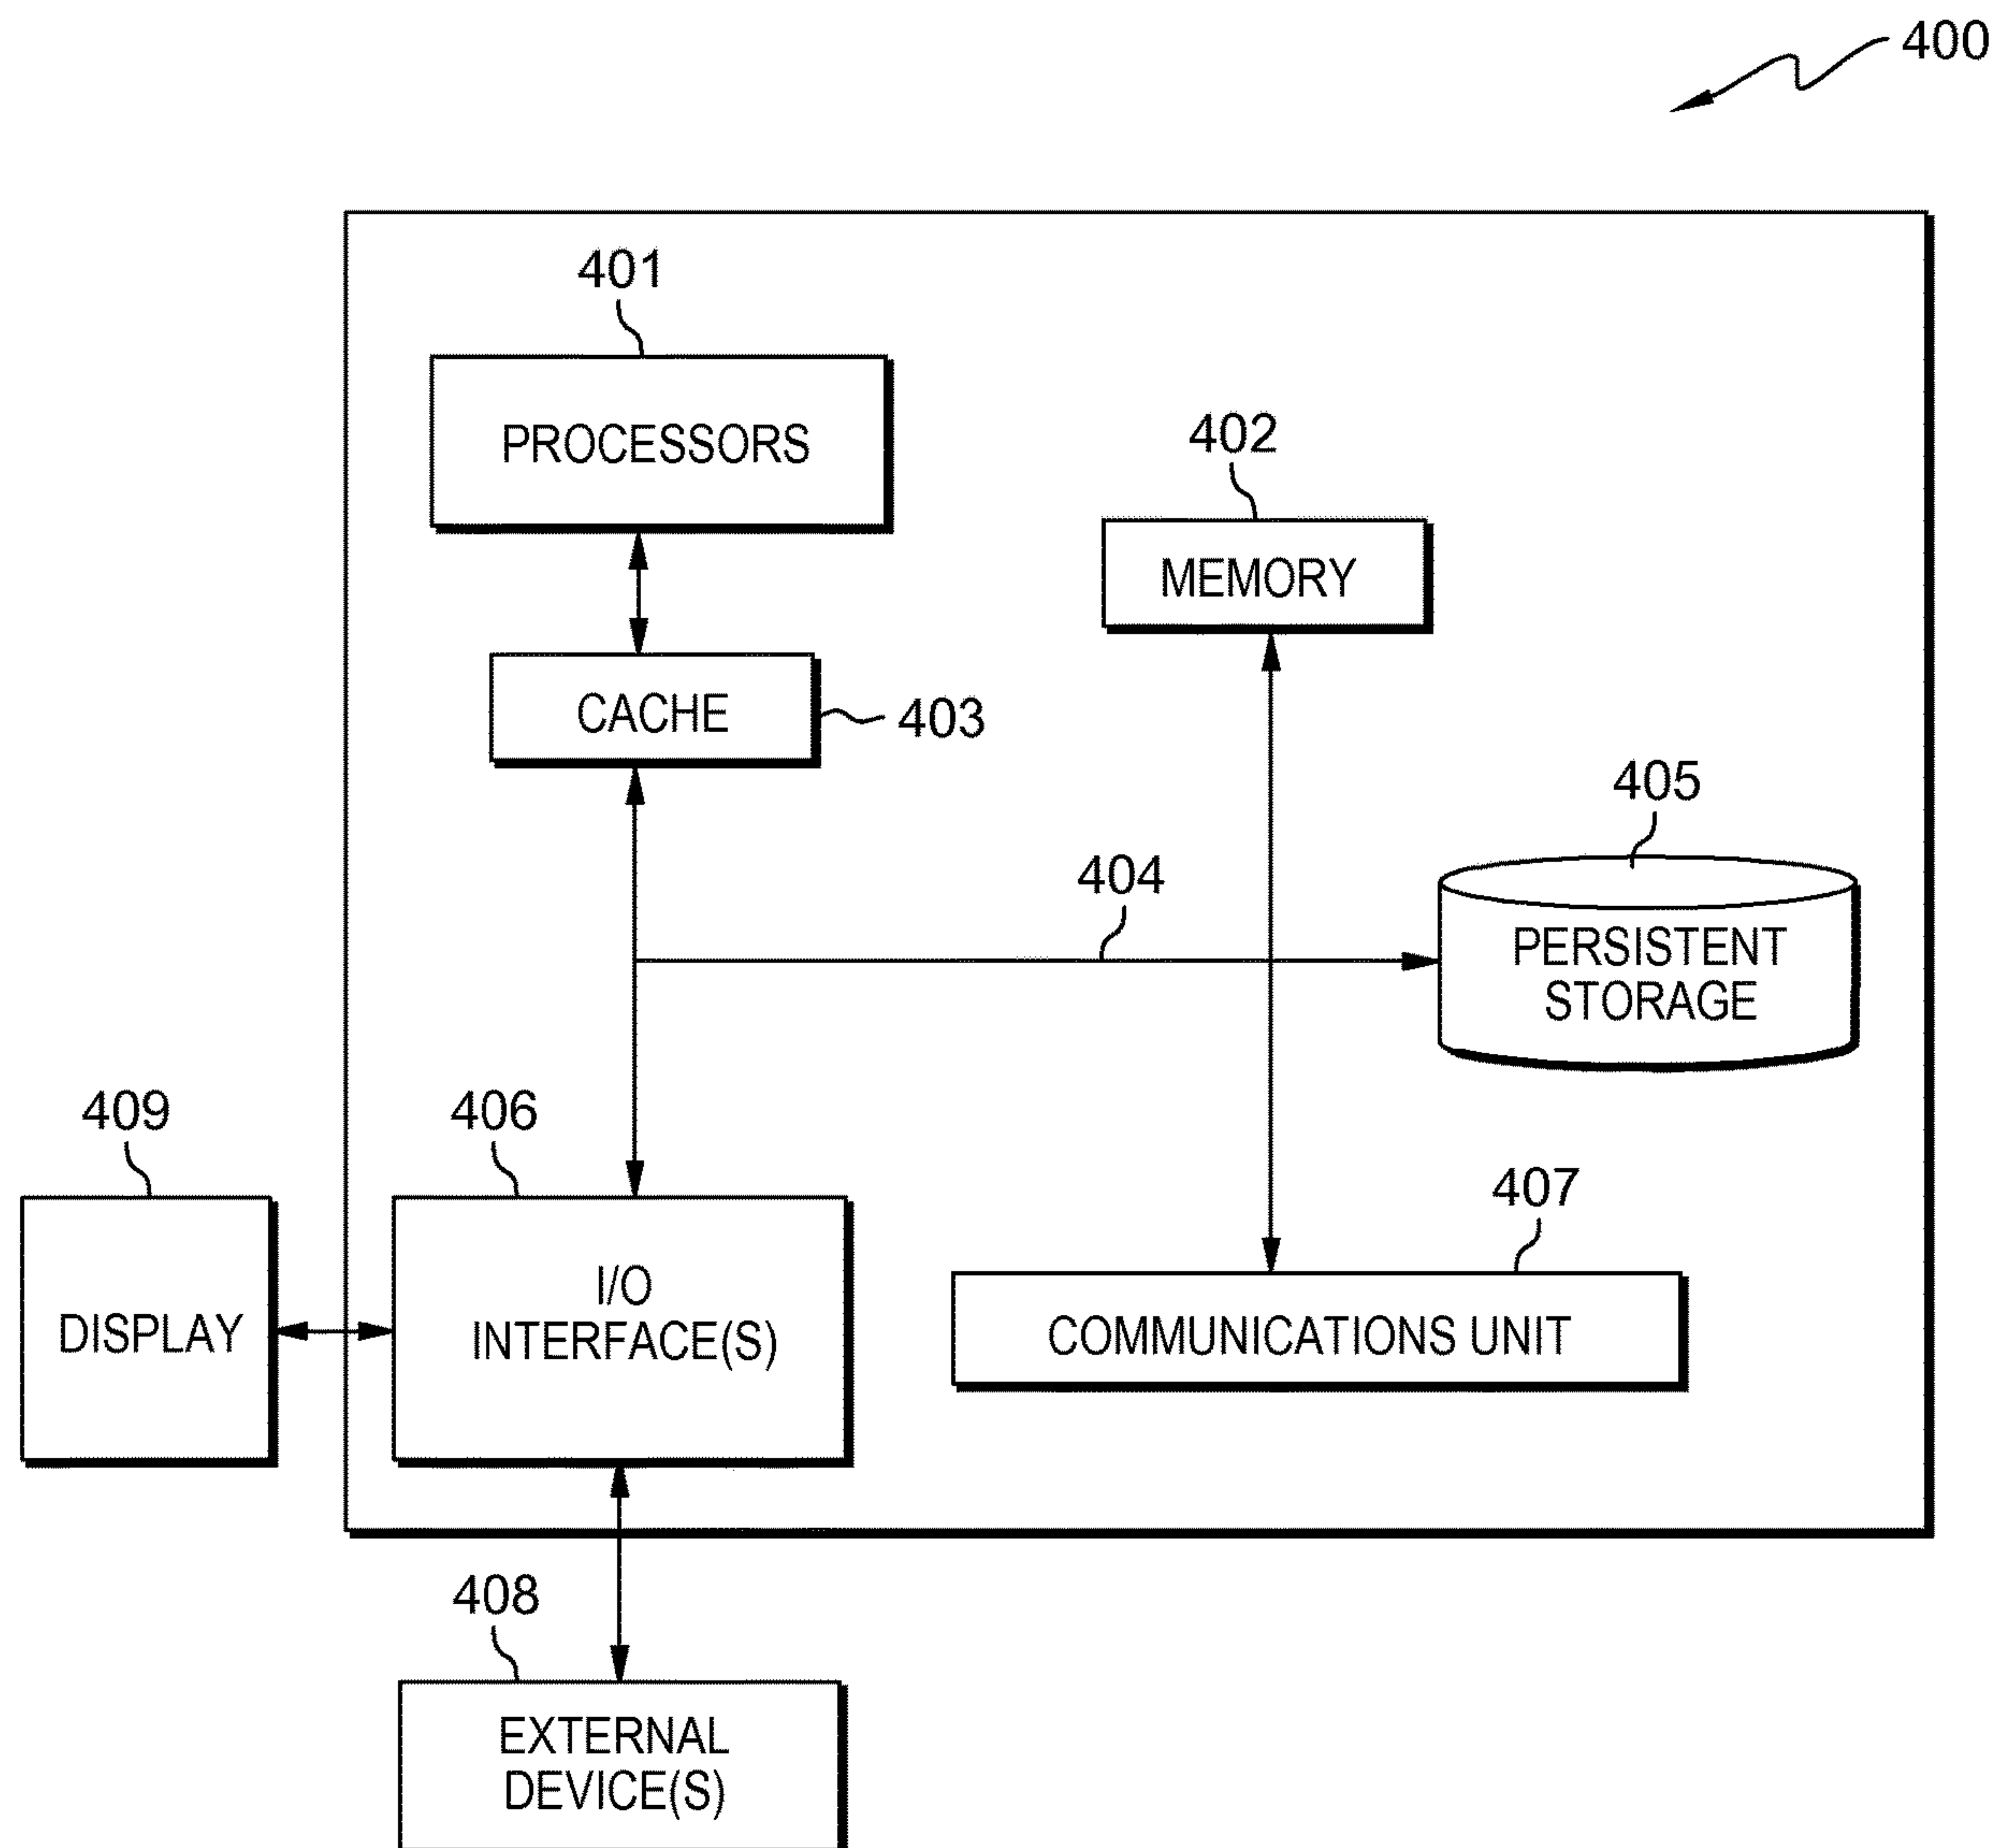 400
401
PROCESSORS
402
MEMORY
CACHE
403
405
404
PERSISTENT
STORAGE
409
406
407
DISPLAY
I/O
INTERFACE(S)
COMMUNICATIONS UNIT
408
EXTERNAL
DEVICE(S)